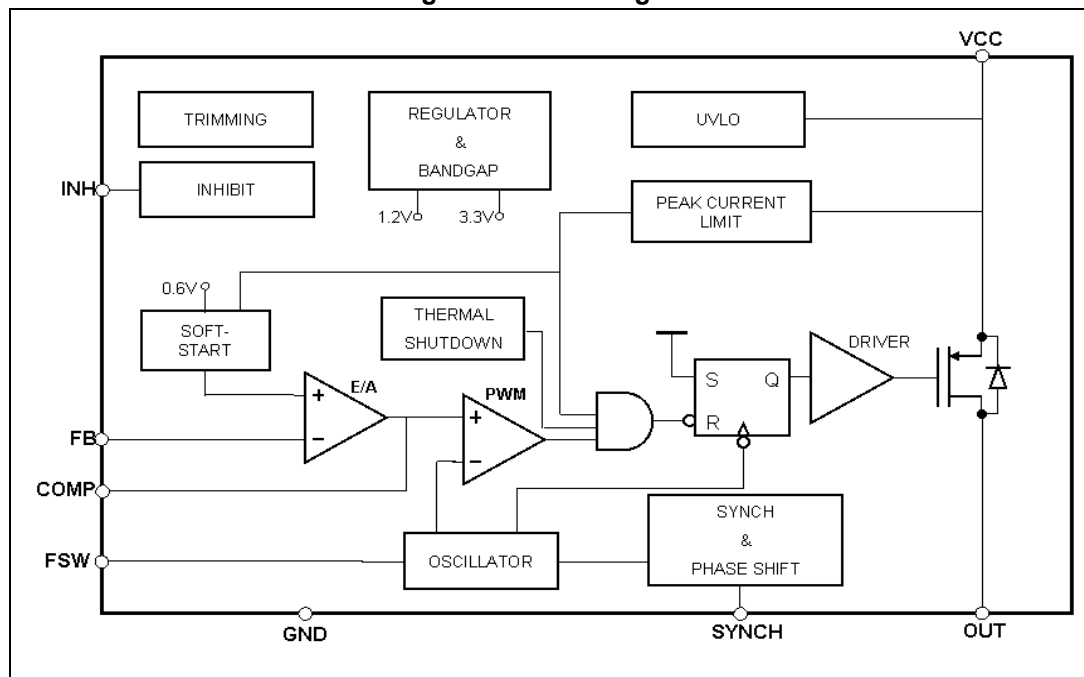 VCC
TRIMMING
REGULATOR
&
BANDGAP
UVLO
INH
INHIBIT
1.2V
3.3V
PEAK CURRENT
LIMIT
0.6V
SOFT-
START
THERMAL
SHUTDOWN
DRIVER
E/A
PWM
S
Q
R
+
−
+
−
FB
COMP
SYNCH
&
PHASE SHIFT
FSW
OSCILLATOR
GND
SYNCH
OUT